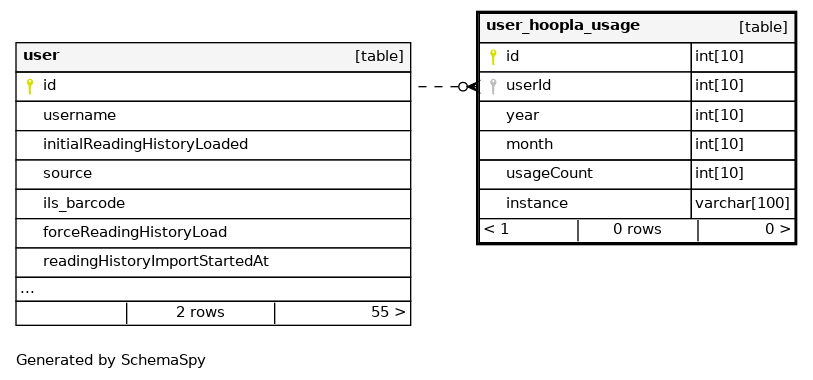 user [table]
id
username
initialReadingHistoryLoaded
source
ils_barcode
forceReadingHistoryLoad
readingHistoryImportStartedAt
...
2 rows 55 >
user_hoopla_usage [table]
id int[10]
userId int[10]
year int[10]
month int[10]
usageCount int[10]
instance varchar[100]
< 1 0 rows 0 >
Generated by SchemaSpy